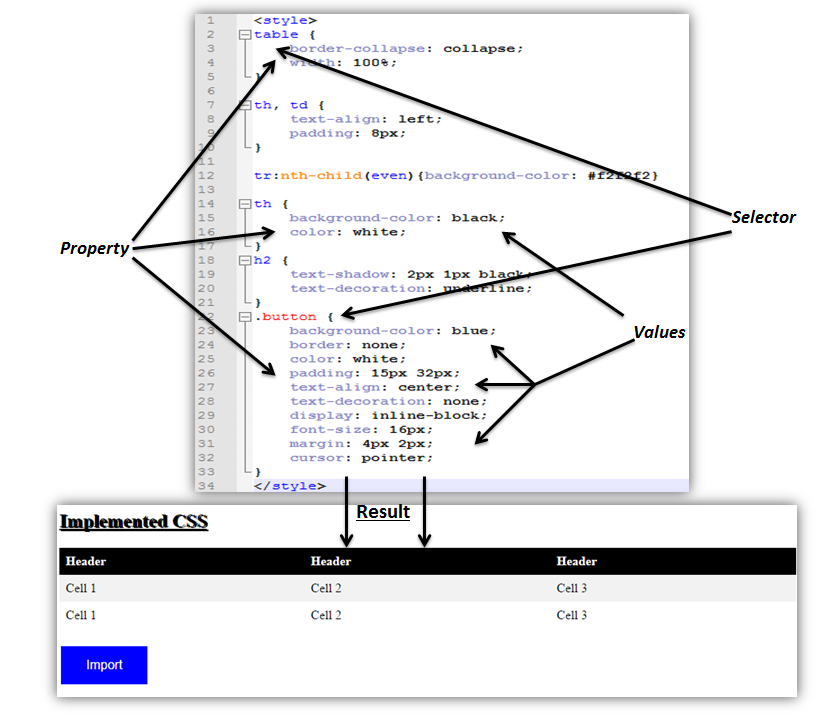 1 <style>
2 table {
3 border-collapse: collapse;
4 width: 100%;
5 }
6
7 th, td {
8 text-align: left;
9 padding: 8px;
10 }
11
12 tr:nth-child(even){background-color: #f2f2f2}
13
14 th {
15 background-color: black;
16 color: white;
17 }
18 h2 {
19 text-shadow: 2px 1px black;
20 text-decoration: underline;
21 }
22 .button {
23 background-color: blue;
24 border: none;
25 color: white;
26 padding: 15px 32px;
27 text-align: center;
28 text-decoration: none;
29 display: inline-block;
30 font-size: 16px;
31 margin: 4px 2px;
32 cursor: pointer;
33 }
34 </style>
Property
Selector
Values
Result
Implemented CSS
Header Header Header
Cell 1 Cell 2 Cell 3
Cell 1 Cell 2 Cell 3
Import